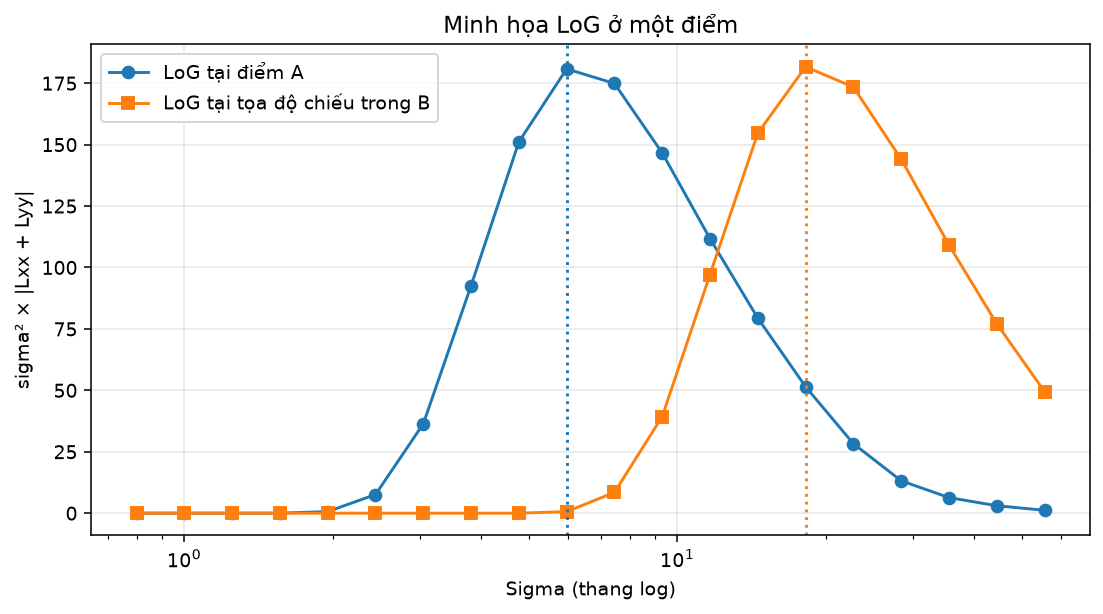 Minh họa LoG ở một điểm
LoG tại điểm A
LoG tại tọa độ chiếu trong B
sigma² × |Lxx + Lyy|
175
150
125
100
75
50
25
0
10⁰
10¹
Sigma (thang log)